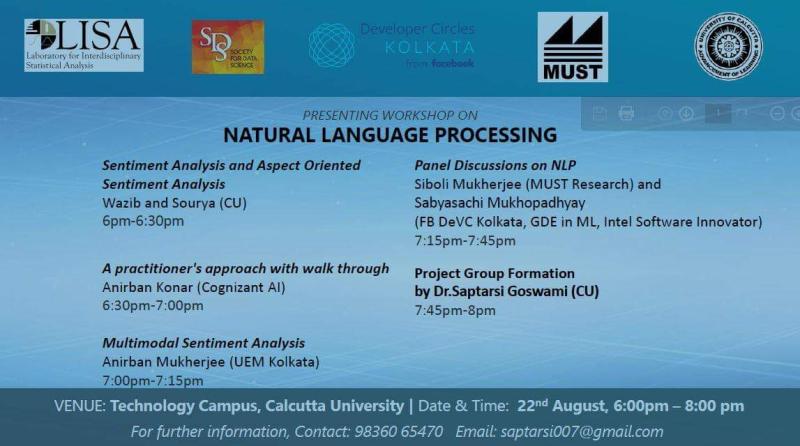 LISA
Laboratory for Interdisciplinary
Statistical Analysis
SDS
SOCIETY
FOR DATA
SCIENCE
Developer Circles
KOLKATA
from facebook
MUST
UNIVERSITY OF CALCUTTA
ADVANCEMENT OF LEARNING
1
PRESENTING WORKSHOP ON
NATURAL LANGUAGE PROCESSING
Sentiment Analysis and Aspect Oriented
Sentiment Analysis
Wazib and Sourya (CU)
6pm-6:30pm
A practitioner's approach with walk through
Anirban Konar (Cognizant AI)
6:30pm-7:00pm
Multimodal Sentiment Analysis
Anirban Mukherjee (UEM Kolkata)
7:00pm-7:15pm
Panel Discussions on NLP
Siboli Mukherjee (MUST Research) and
Sabyasachi Mukhopadhyay
(FB DeVC Kolkata, GDE in ML, Intel Software Innovator)
7:15pm-7:45pm
Project Group Formation
by Dr.Saptarsi Goswami (CU)
7:45pm-8pm
VENUE: Technology Campus, Calcutta University | Date & Time: 22nd August, 6:00pm – 8:00 pm
For further information, Contact: 98360 65470 Email: saptarsi007@gmail.com